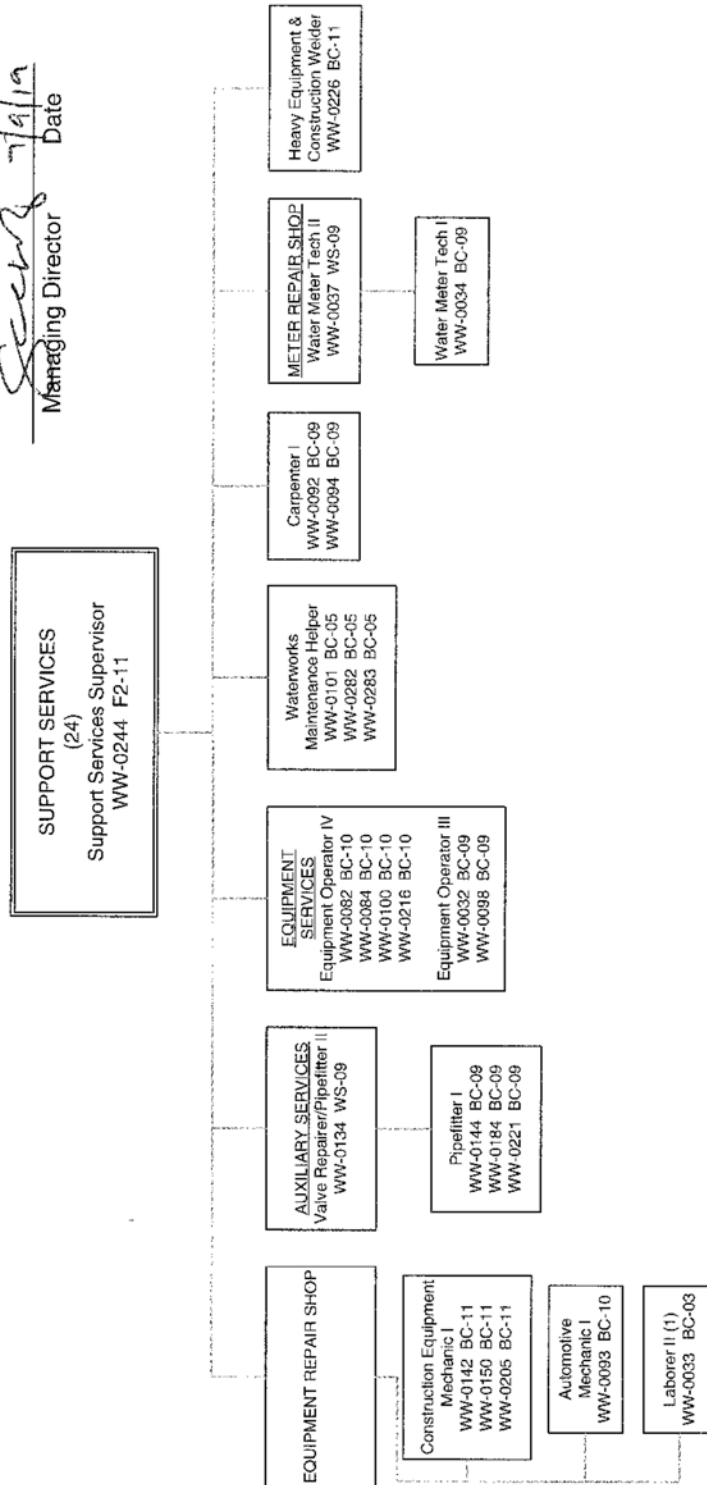 7/9/19
Managing Director Date
SUPPORT SERVICES
(24)
Support Services Supervisor
WW-0244 F2-11
EQUIPMENT REPAIR SHOP
Construction Equipment
Mechanic I
WW-0142 BC-11
WW-0150 BC-11
WW-0205 BC-11
Automotive
Mechanic I
WW-0093 BC-10
Laborer II (1)
WW-0033 BC-03
AUXILIARY SERVICES
Valve Repairer/Pipefitter II
WW-0134 WS-09
Pipefitter I
WW-0144 BC-09
WW-0184 BC-09
WW-0221 BC-09
EQUIPMENT
SERVICES
Equipment Operator IV
WW-0082 BC-10
WW-0084 BC-10
WW-0100 BC-10
WW-0216 BC-10
Equipment Operator III
WW-0032 BC-09
WW-0098 BC-09
Waterworks
Maintenance Helper
WW-0101 BC-05
WW-0282 BC-05
WW-0283 BC-05
Carpenter I
WW-0092 BC-09
WW-0094 BC-09
METER REPAIR SHOP
Water Meter Tech II
WW-0037 WS-09
Water Meter Tech I
WW-0034 BC-09
Heavy Equipment &
Construction Welder
WW-0226 BC-11